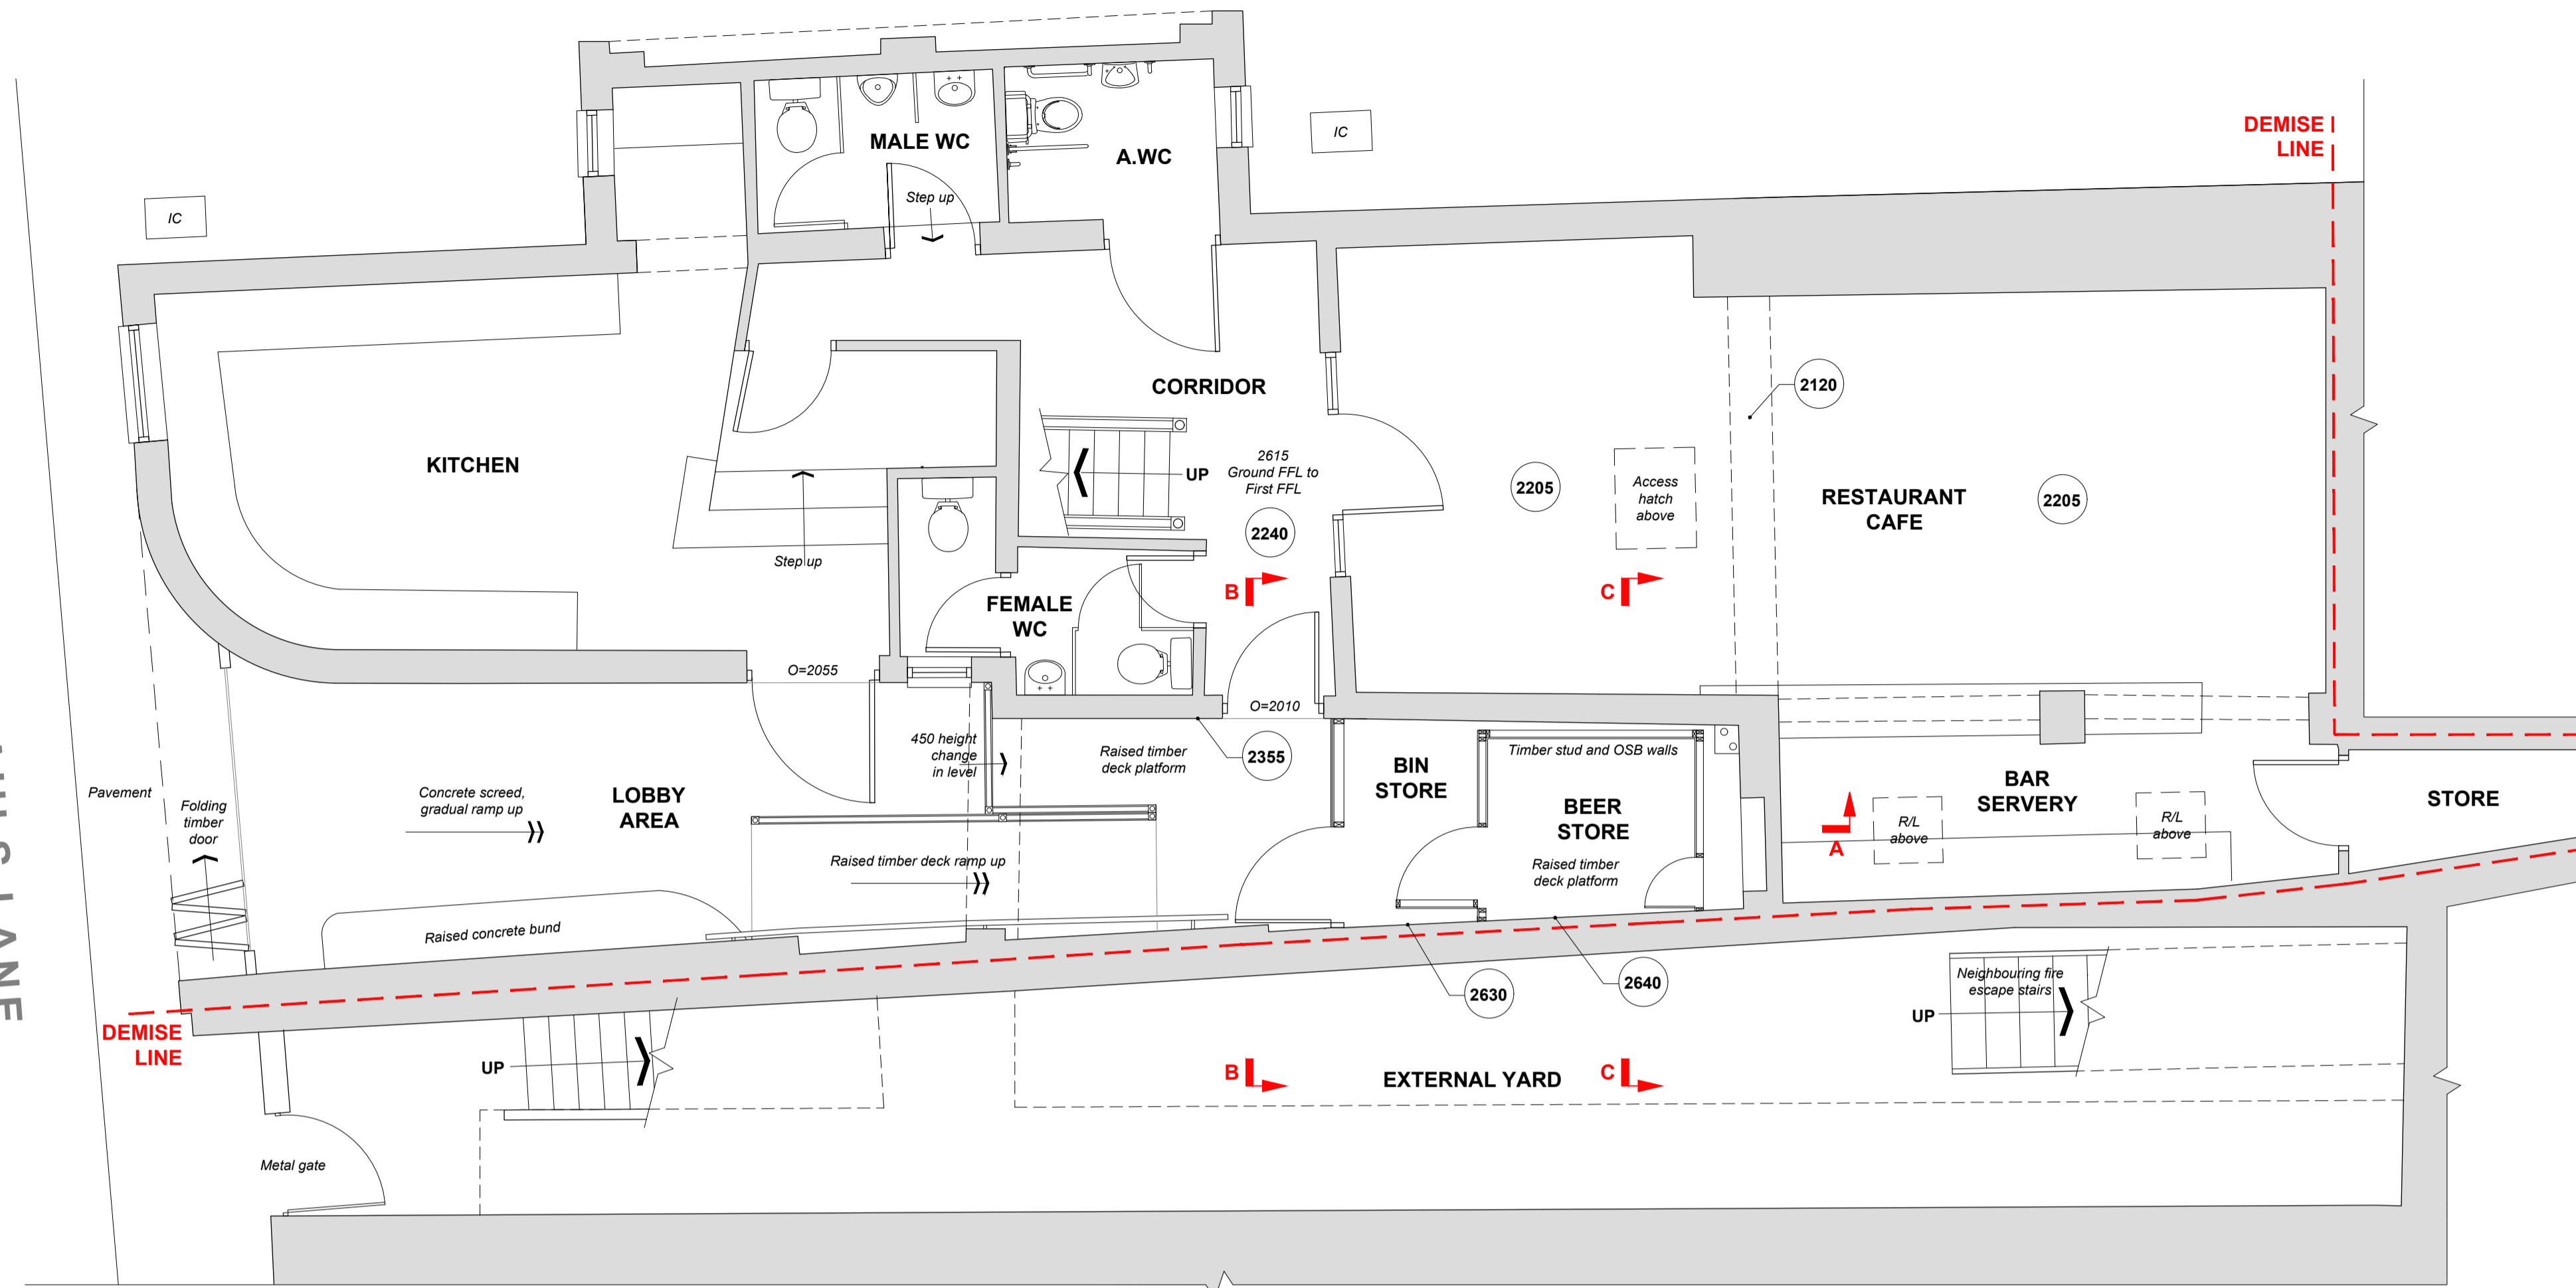 DEMISE
LINE
IC
MALE WC
A.WC
Step up
IC
CORRIDOR
2120
KITCHEN
2615
Ground FFL to
First FFL
UP
2240
2205
Access
hatch
above
RESTAURANT
CAFE
2205
Step up
B
C
FEMALE
WC
O=2055
O=2010
450 height
change
in level
Raised timber
deck platform
2355
BIN
STORE
Timber stud and OSB walls
BEER
STORE
Raised timber
deck platform
BAR
SERVERY
STORE
Pavement
Folding
timber
door
Concrete screed,
gradual ramp up
LOBBY
AREA
R/L
above
R/L
above
A
Raised timber deck ramp up
Raised concrete bund
LANE
DEMISE
LINE
2630
2640
Neighbouring fire
escape stairs
UP
UP
B
C
EXTERNAL YARD
Metal gate